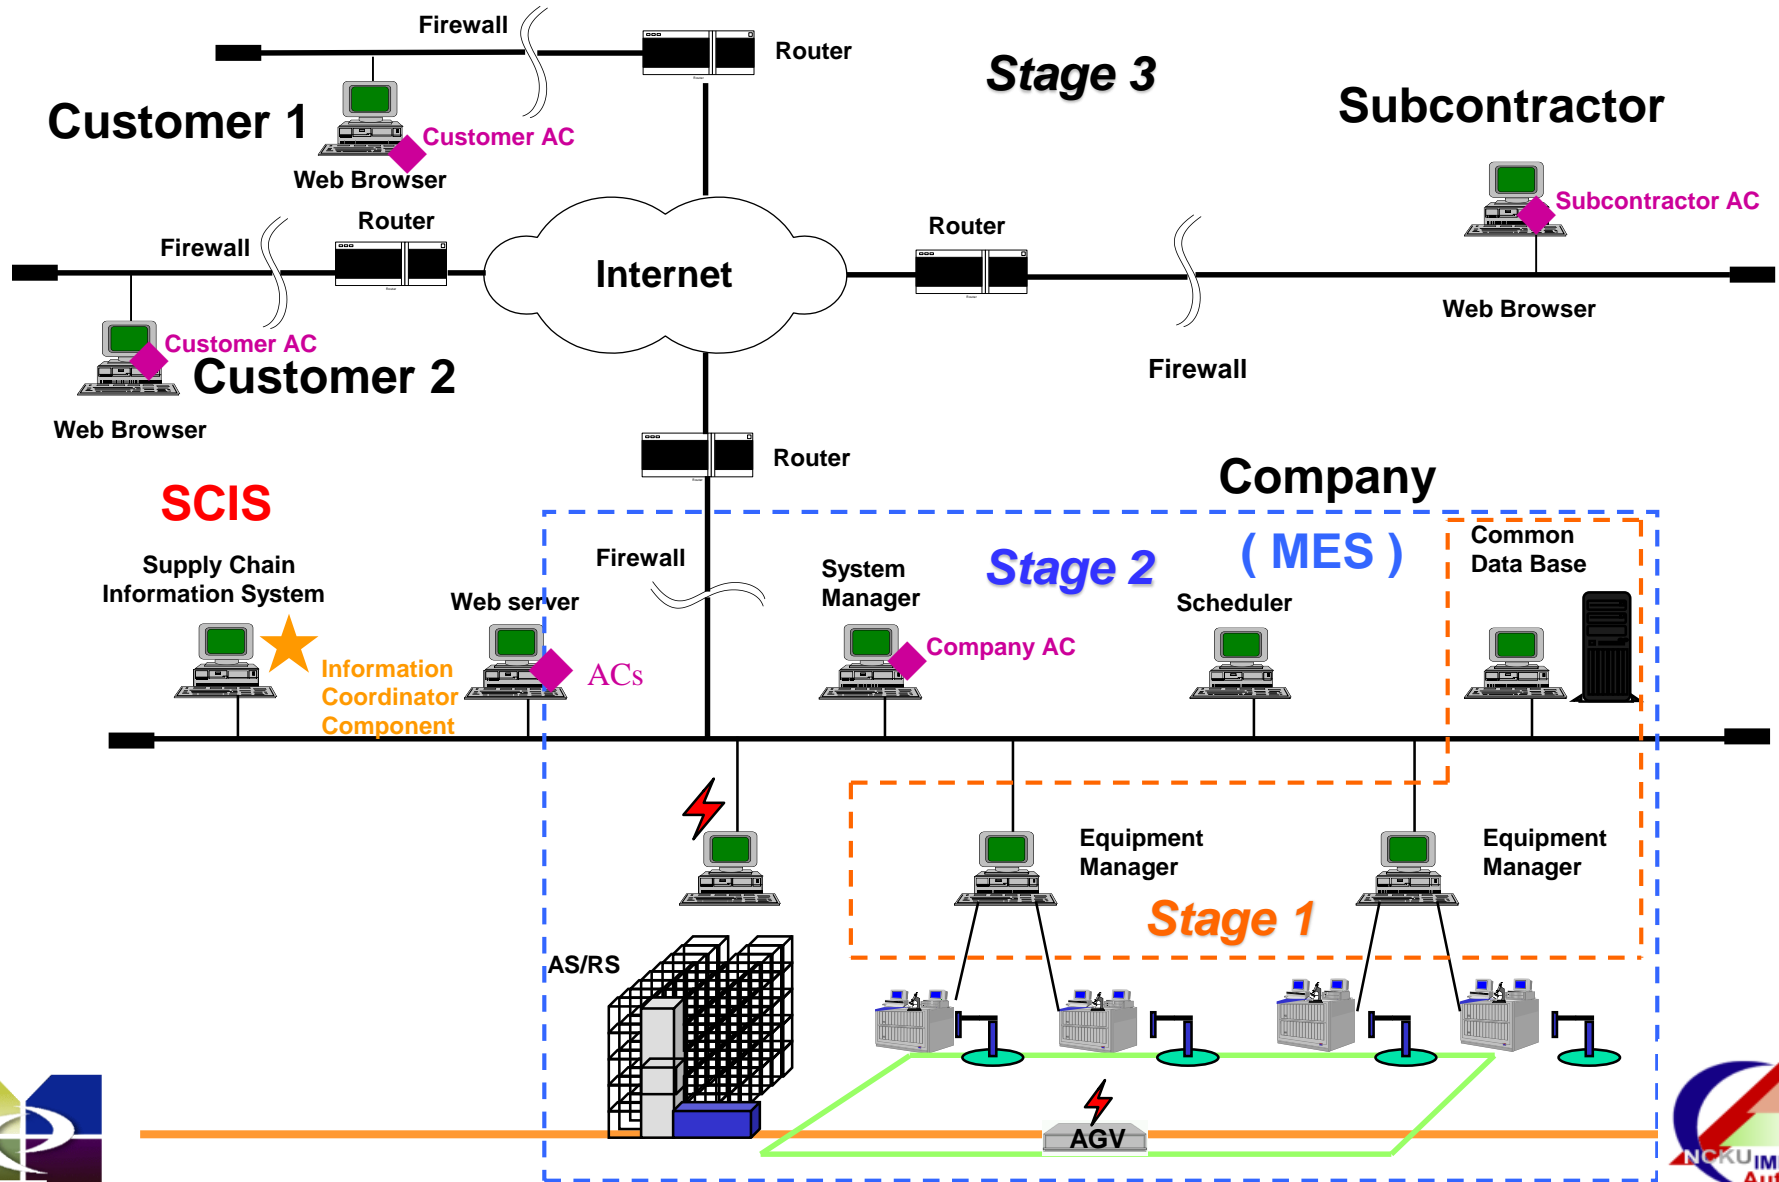 Firewall
Router
Stage 3
Customer 1
Customer AC
Web Browser
Subcontractor
Subcontractor AC
Web Browser
Router
Firewall
Internet
Router
Customer AC
Customer 2
Web Browser
Firewall
Router
Company
SCIS
( MES )
Supply Chain
Information System
Web server
Firewall
Stage 2
System
Manager
Scheduler
Common
Data Base
Information
Coordinator
Component
ACs
Company AC
Equipment
Manager
Equipment
Manager
Stage 1
AS/RS
AGV
NCKU